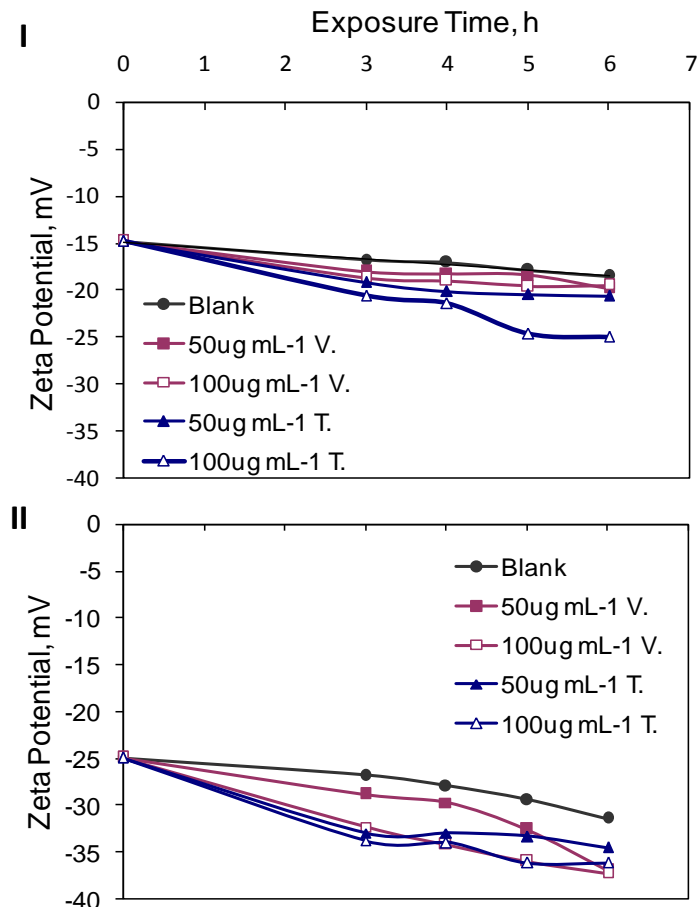 I
Exposure Time, h
0 1 2 3 4 5 6 7
0
-5
-10
-15
-20
-25
-30
-35
-40
Zeta Potential, mV
Blank
50ug mL-1 V.
100ug mL-1 V.
50ug mL-1 T.
100ug mL-1 T.
II
0
-5
-10
-15
-20
-25
-30
-35
-40
Zeta Potential, mV
Blank
50ug mL-1 V.
100ug mL-1 V.
50ug mL-1 T.
100ug mL-1 T.